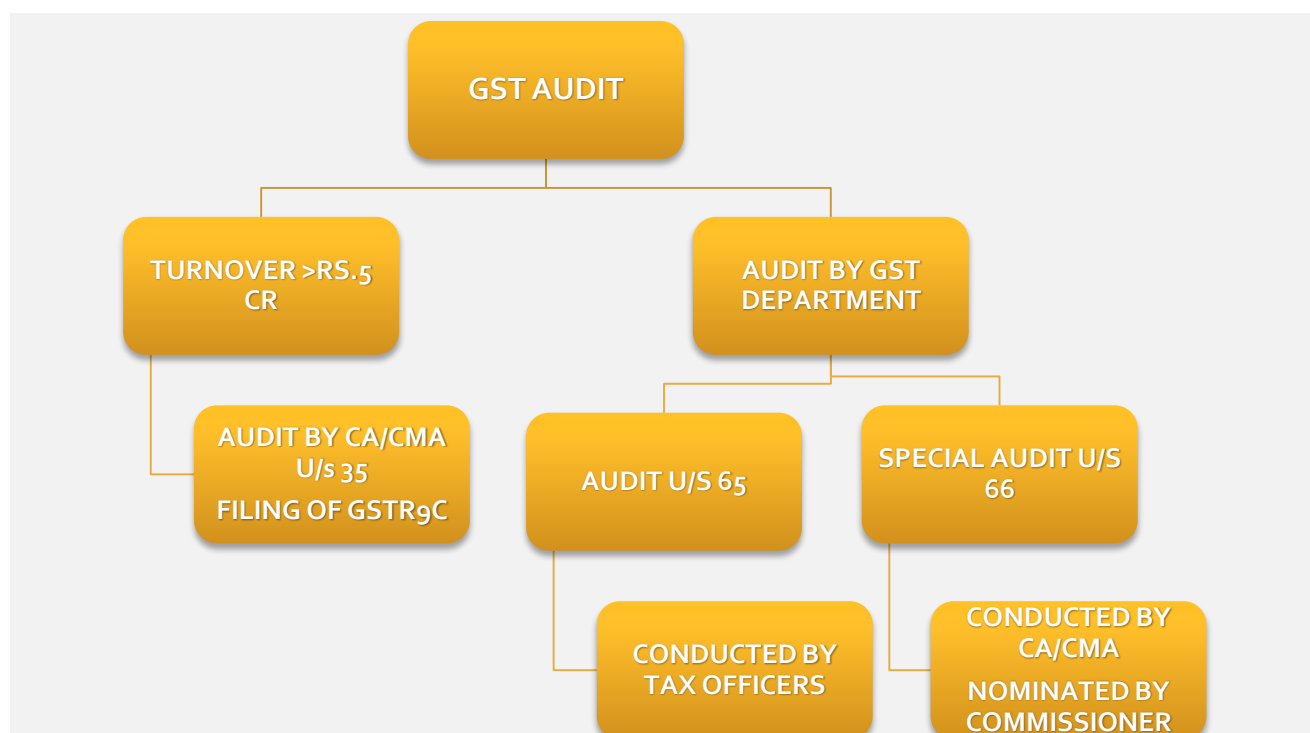 GST AUDIT
TURNOVER >RS.5
CR
AUDIT BY GST
DEPARTMENT
AUDIT BY CA/CMA
U/s 35
FILING OF GSTR9C
AUDIT U/S 65
SPECIAL AUDIT U/S
66
CONDUCTED BY
TAX OFFICERS
CONDUCTED BY
CA/CMA
NOMINATED BY
COMMISSIONER